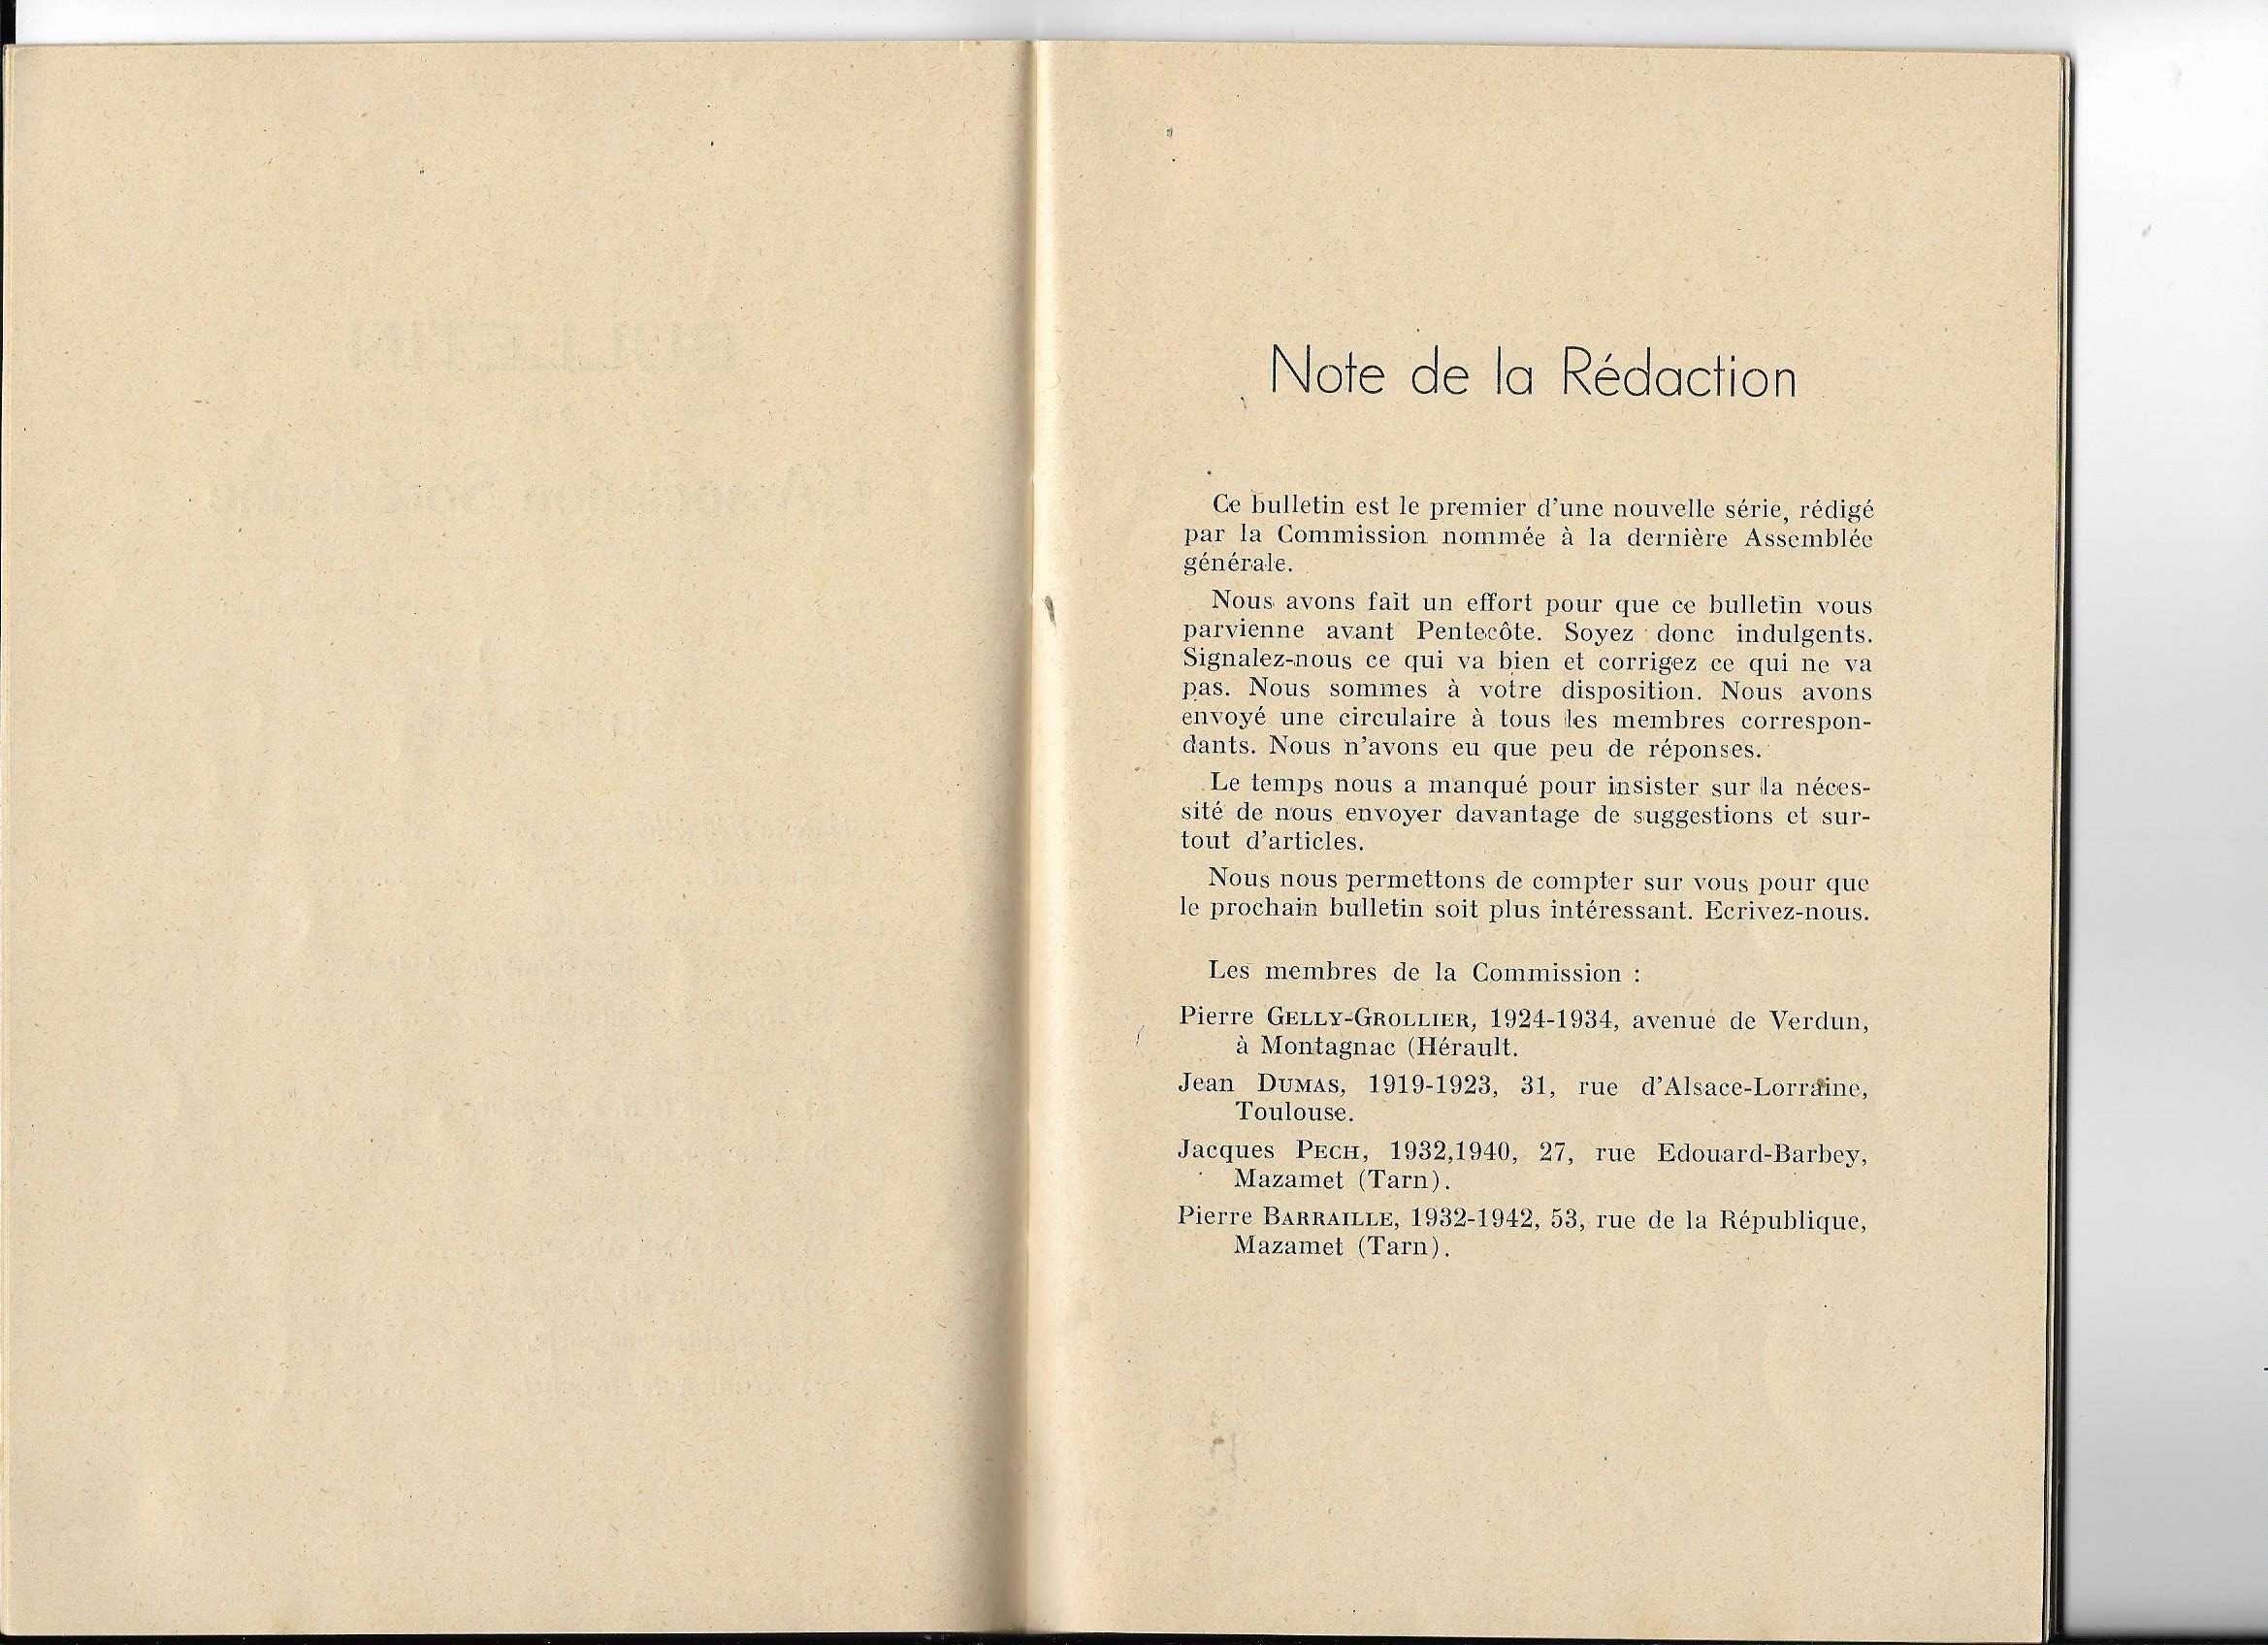 Note de la Rédaction
Ce bulletin est le premier d'une nouvelle série, rédigé
par la Commission nommée à la dernière Assemblée
générale.
Nous avons fait un effort pour que ce bulletin vous
parvienne avant Pentecôte. Soyez donc indulgents.
Signalez-nous ce qui va bien et corrigez ce qui ne va
pas. Nous sommes à votre disposition. Nous avons
envoyé une circulaire à tous les membres correspon-
dants. Nous n'avons eu que peu de réponses.
Le temps nous a manqué pour insister sur la néces-
sité de nous envoyer davantage de suggestions et sur-
tout d'articles.
Nous nous permettons de compter sur vous pour que
le prochain bulletin soit plus intéressant. Ecrivez-nous.
Les membres de la Commission :
Pierre GELLY-GROLLIER, 1924-1934, avenue de Verdun,
à Montagnac (Hérault.
Jean DUMAS, 1919-1923, 31, rue d'Alsace-Lorraine,
Toulouse.
Jacques PECH, 1932,1940, 27, rue Edouard-Barbey,
Mazamet (Tarn).
Pierre BARRAILLE, 1932-1942, 53, rue de la République,
Mazamet (Tarn).